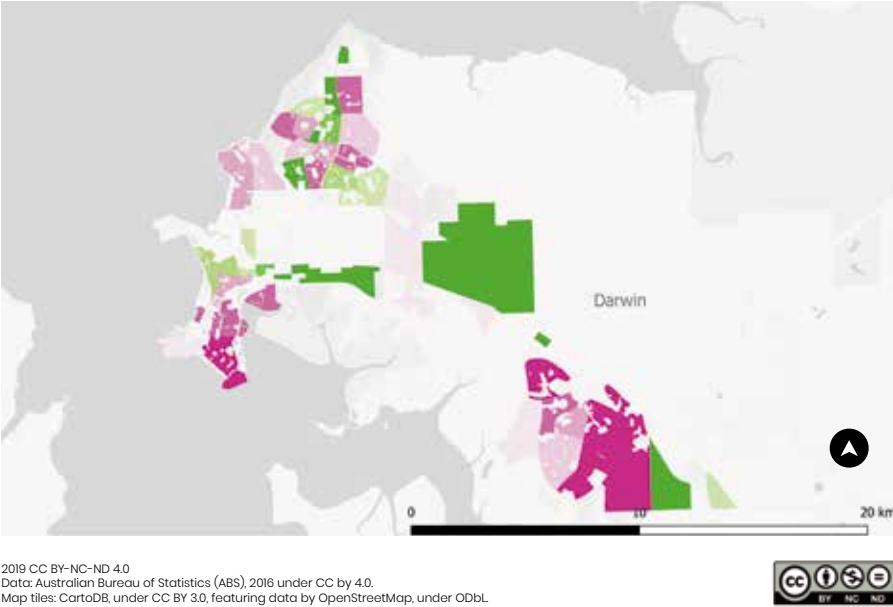 Darwin
0 10 20 km
2019 CC BY-NC-ND 4.0
Data: Australian Bureau of Statistics (ABS), 2016 under CC by 4.0.
Map tiles: CartoDB, under CC BY 3.0, featuring data by OpenStreetMap, under ODbL.
cc
BY NC ND